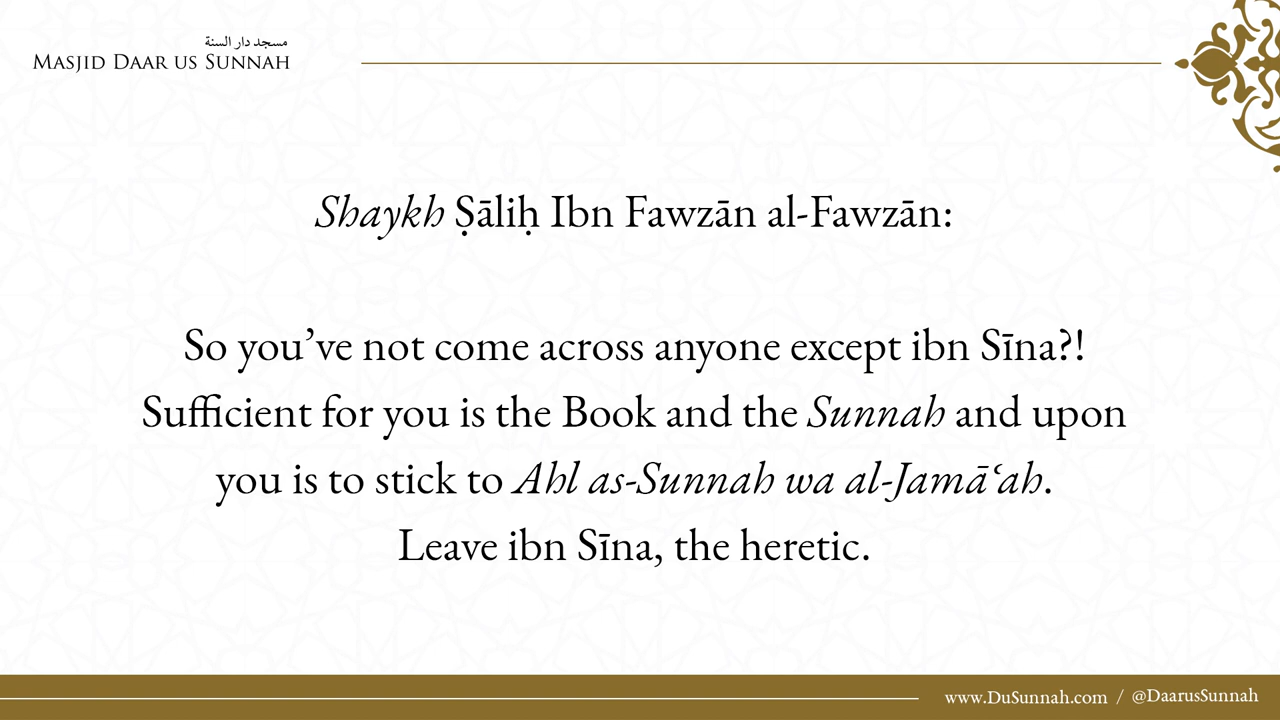 مسجد دار السنة
MASJID DAAR US SUNNAH
Shaykh Ṣāliḥ Ibn Fawzān al-Fawzān:
So you’ve not come across anyone except ibn Sīna?!
Sufficient for you is the Book and the Sunnah and upon
you is to stick to Ahl as-Sunnah wa al-Jamāʿah.
Leave ibn Sīna, the heretic.
www.DuSunnah.com / @DaarusSunnah